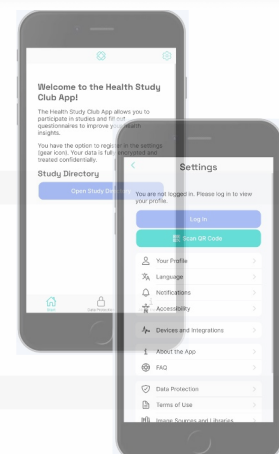 Welcome to the Health Study
Club App!
The Health Study Club App allows you to
participate in studies and fill out
questionnaires to improve your health
insights.
You have the option to register in the settings
(gear icon). Your data is fully encrypted and
treated confidentially.
Study Directory
Open Study Directory
Start
Data Protection
Settings
You are not logged in. Please log in to view
your profile.
Log In
Scan QR Code
Your Profile
Language
Notifications
Accessibility
Devices and Integrations
About the App
FAQ
Data Protection
Terms of Use
Image Sources and Libraries